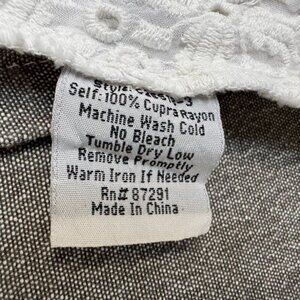 Self: 100% Cupra Rayon
Machine Wash Cold
No Bleach
Tumble Dry Low
Remove Promptly
Warm Iron If Needed
Rn# 87291
Made In China